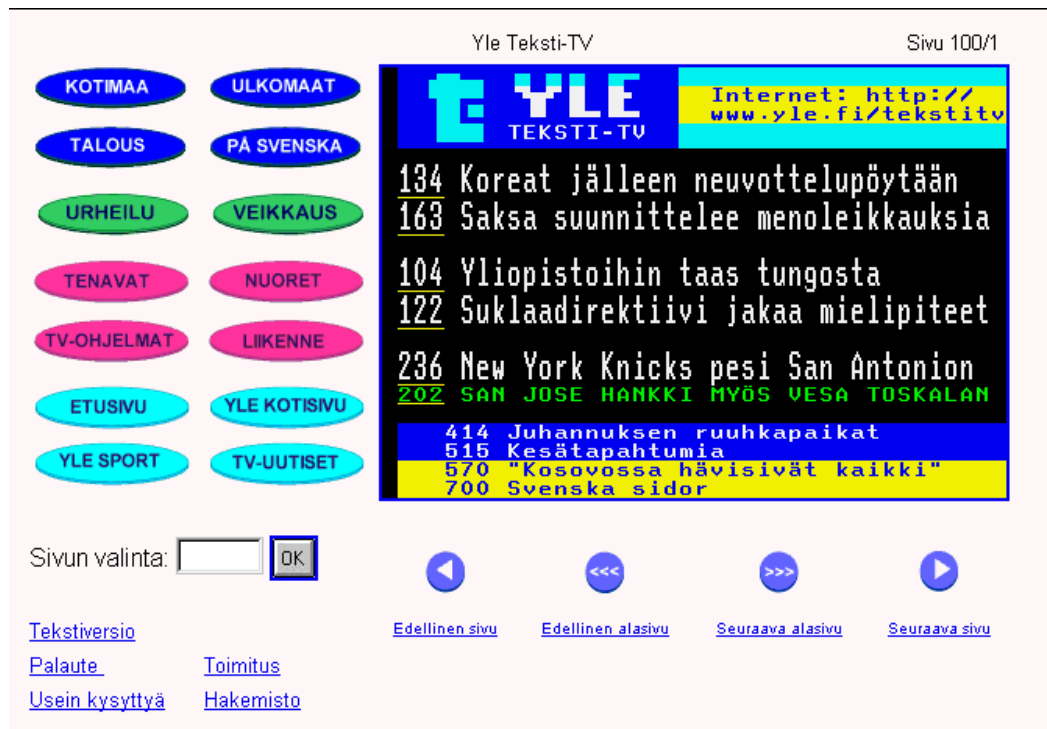 Yle Teksti-TV
Sivu 100/1
KOTIMAA
ULKOMAAT
TALOUS
PÅ SVENSKA
URHEILU
VEIKKAUS
TENAVAT
NUORET
TV-OHJELMAT
LIIKENNE
ETUSIVU
YLE KOTISIVU
YLE SPORT
TV-UUTISET
t YLE
TEKSTI-TV
Internet: http://
www.yle.fi/tekstitv
134 Koreat jälleen neuvottelupöytään
163 Saksa suunnittelee menoleikkauksia
104 Yliopistoihin taas tungosta
122 Suklaadirektiivi jakaa mielipiteet
236 New York Knicks pesi San Antonion
202 SAN JOSE HANKKI MYÖS VESA TOSKALAN
414 Juhannuksen ruuhkapaikat
515 Kesätapahtumia
570 "Kosovossa hävisivät kaikki"
700 Svenska sidor
Sivun valinta: OK
<<<
>>>
Edellinen sivu
Edellinen alasivu
Seuraava alasivu
Seuraava sivu
Tekstiversio
Palaute
Toimitus
Usein kysyttyä
Hakemisto